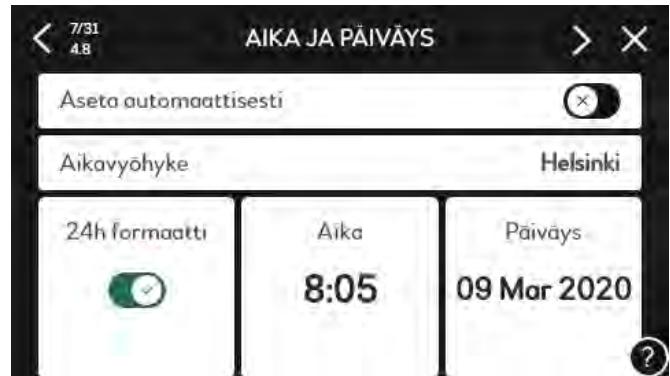 7/31
4.8
AIKA JA PÄIVÄYS
Aseta automaattisesti
Aikavyöhyke Helsinki
24h formaatti Aika Päiväys
8:05 09 Mar 2020
?